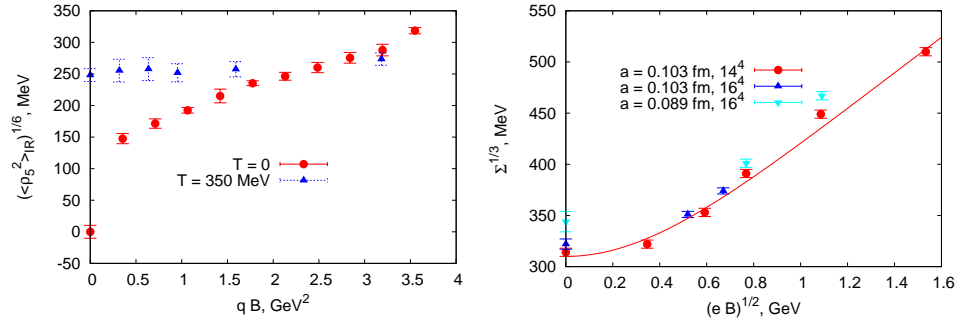 350
300
250
200
150
100
50
0
-50
0 0.5 1 1.5 2 2.5 3 3.5 4
(<ρ₅²>_IR)^1/6, MeV
q B, GeV²
T = 0
T = 350 MeV
550
500
450
400
350
300
0 0.2 0.4 0.6 0.8 1 1.2 1.4 1.6
Σ^1/3, MeV
(e B)^1/2, GeV
a = 0.103 fm, 14⁴
a = 0.103 fm, 16⁴
a = 0.089 fm, 16⁴